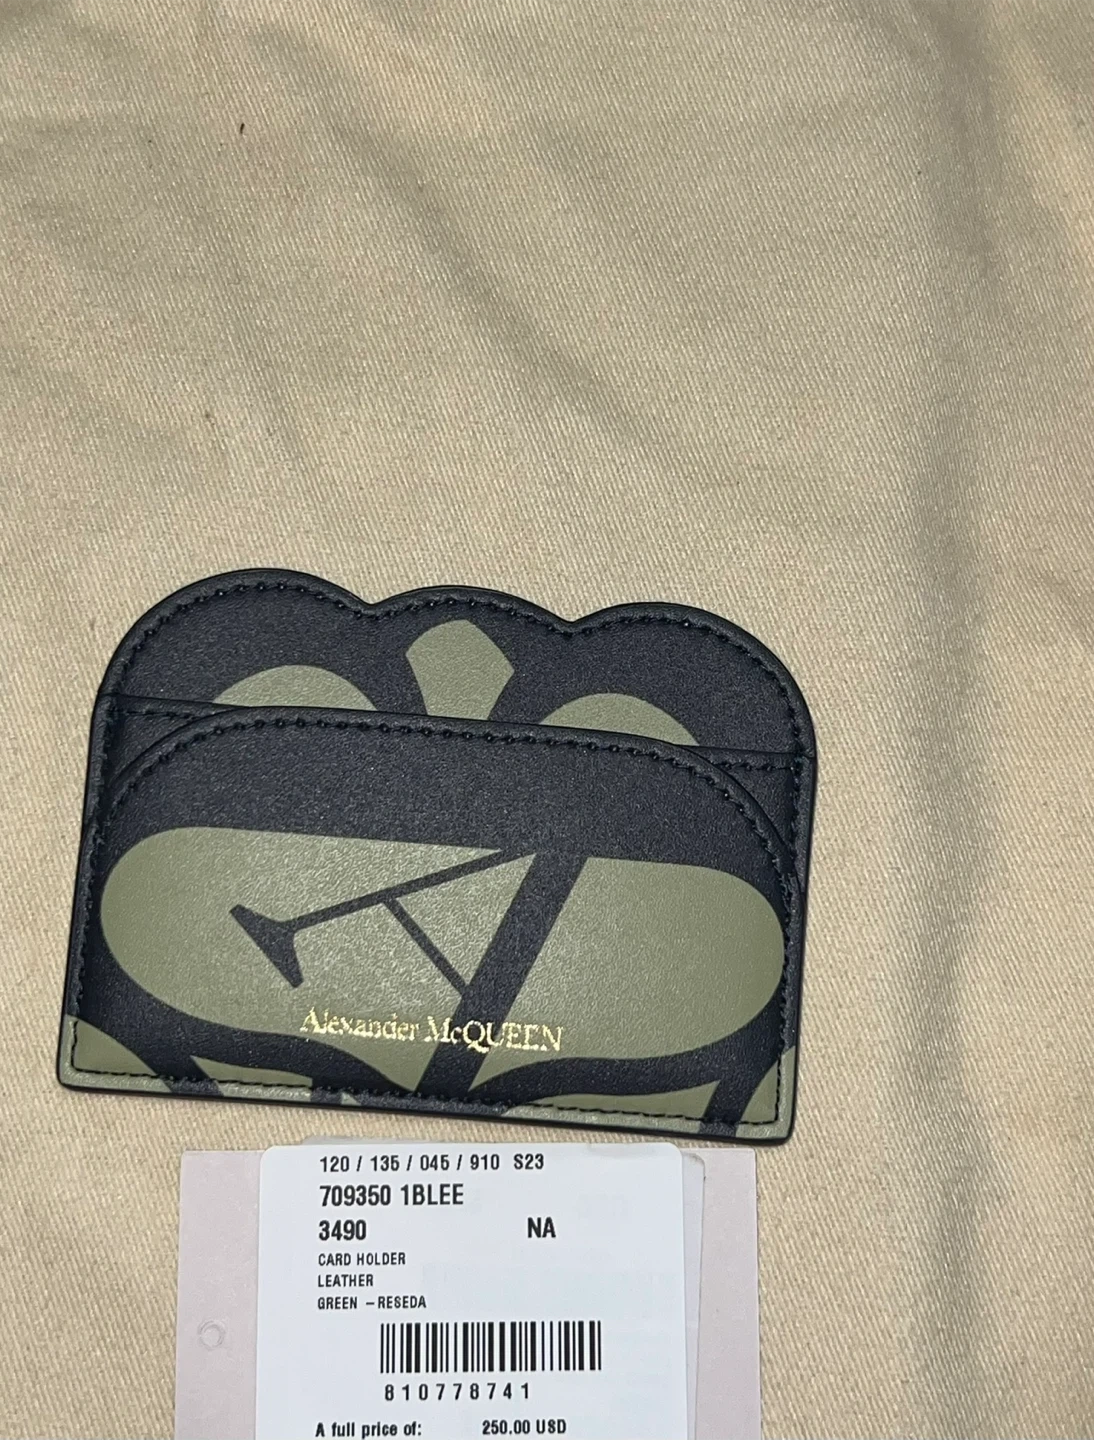 Alexander McQUEEN
120 / 135 / 045 / 910 S23
709350 1BLEE
3490 NA
CARD HOLDER
LEATHER
GREEN – RESEDA
810778741
A full price of: 250.00 USD